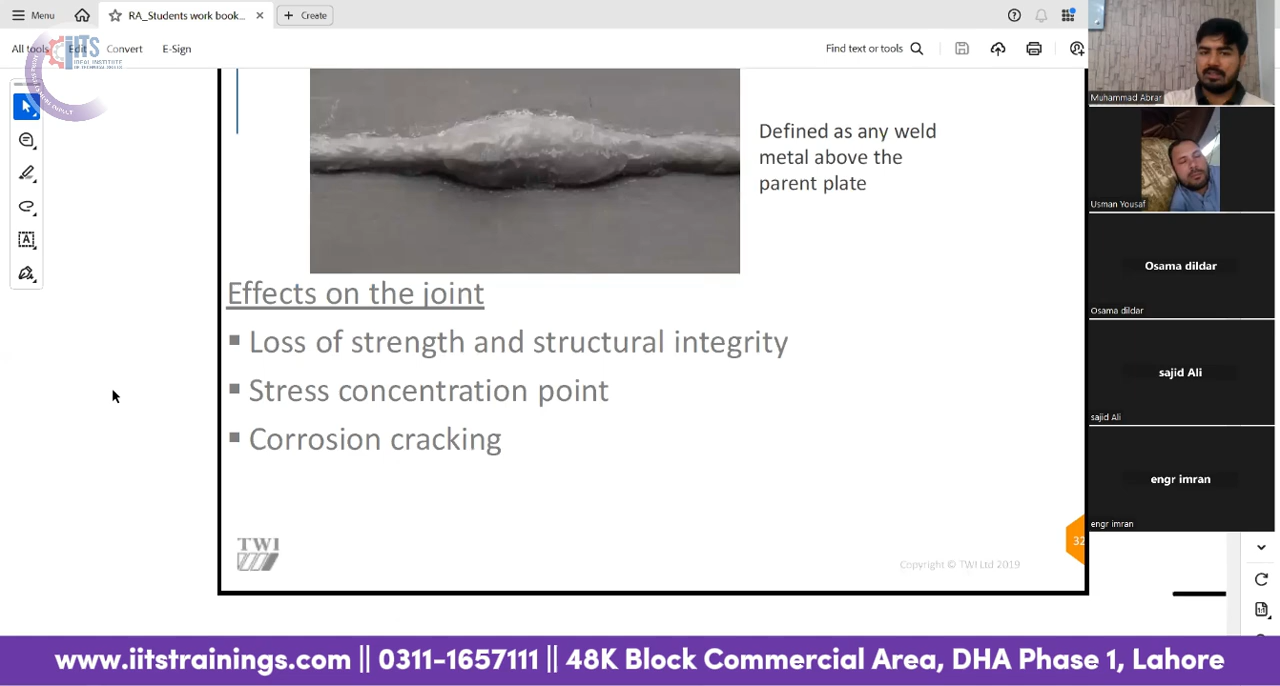 Menu
RA_Students work book...
Create
All tools
Edit
Convert
E-Sign
Find text or tools
iITS
IDEAL INSTITUTE
Defined as any weld
metal above the
parent plate
Effects on the joint
▪ Loss of strength and structural integrity
▪ Stress concentration point
▪ Corrosion cracking
TWI
Copyright © TWI Ltd 2019
32
Muhammad Abrar
Usman Yousaf
Osama dildar
Osama dildar
sajid Ali
sajid Ali
engr imran
engr imran
www.iitstrainings.com || 0311-1657111 || 48K Block Commercial Area, DHA Phase 1, Lahore